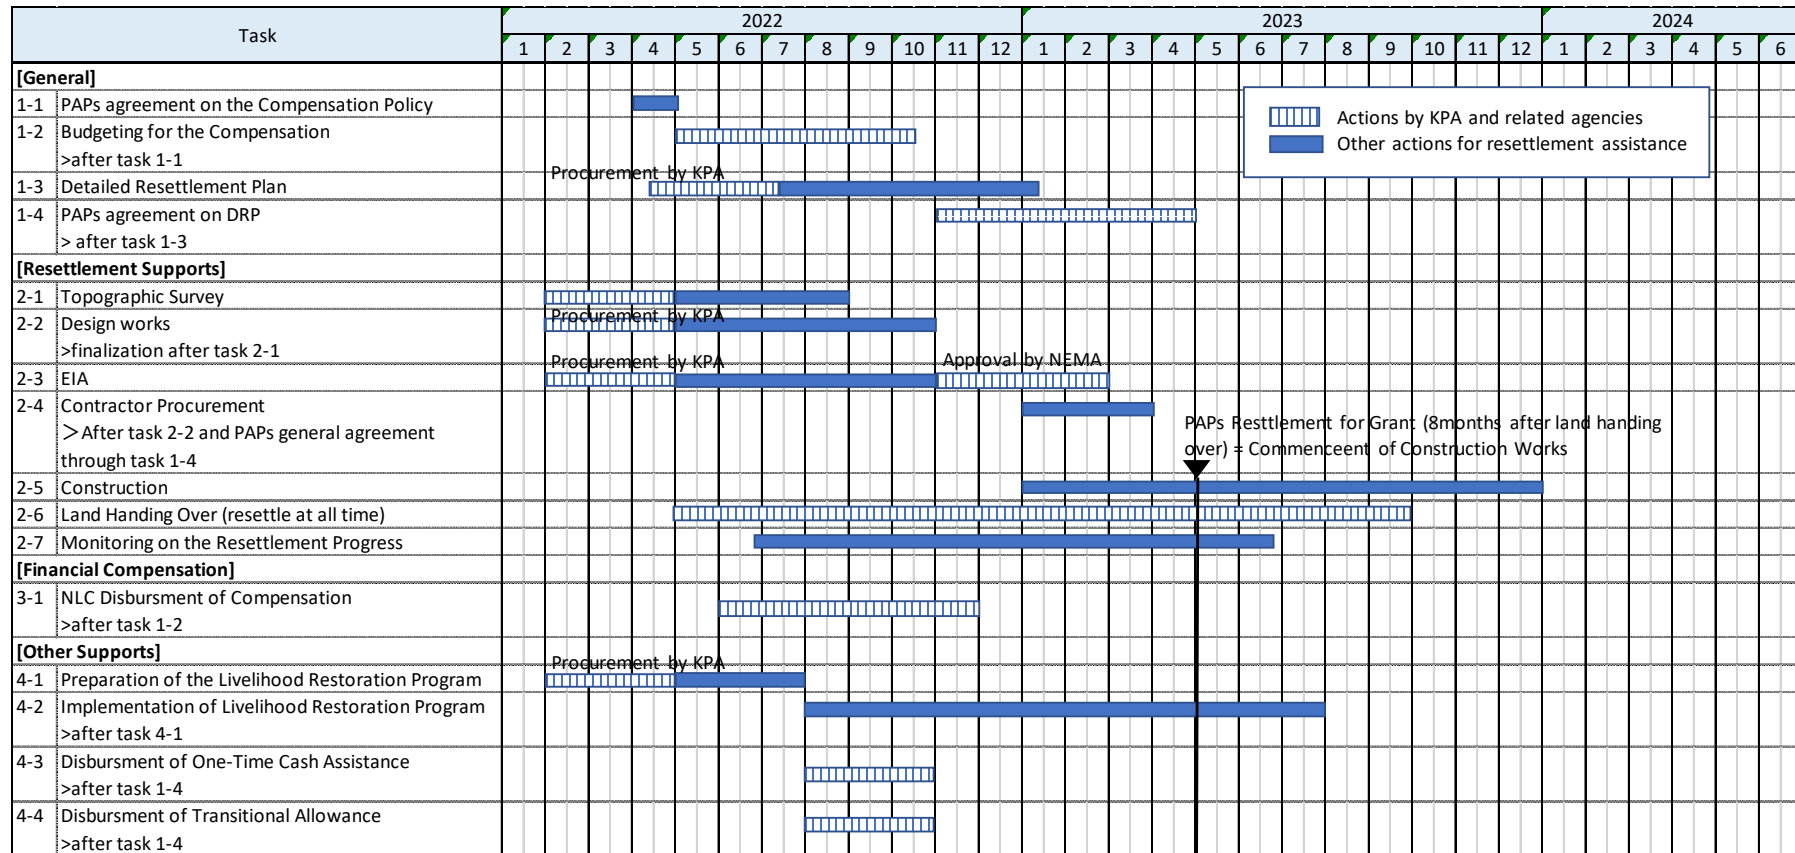 Task
2022
2023
2024
1 2 3 4 5 6 7 8 9 10 11 12 1 2 3 4 5 6 7 8 9 10 11 12 1 2 3 4 5 6
[General]
1-1 PAPs agreement on the Compensation Policy
1-2 Budgeting for the Compensation
>after task 1-1
Actions by KPA and related agencies
Other actions for resettlement assistance
Procurement by KPA
1-3 Detailed Resettlement Plan
1-4 PAPs agreement on DRP
> after task 1-3
[Resettlement Supports]
2-1 Topographic Survey
Procurement by KPA
2-2 Design works
>finalization after task 2-1
Procurement by KPA
Approval by NEMA
2-3 EIA
2-4 Contractor Procurement
＞After task 2-2 and PAPs general agreement
through task 1-4
PAPs Resttlement for Grant (8months after land handing
over) = Commenceent of Construction Works
2-5 Construction
2-6 Land Handing Over (resettle at all time)
2-7 Monitoring on the Resettlement Progress
[Financial Compensation]
3-1 NLC Disbursment of Compensation
>after task 1-2
[Other Supports]
Procurement by KPA
4-1 Preparation of the Livelihood Restoration Program
4-2 Implementation of Livelihood Restoration Program
>after task 4-1
4-3 Disbursment of One-Time Cash Assistance
>after task 1-4
4-4 Disbursment of Transitional Allowance
>after task 1-4